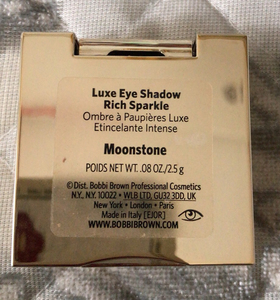 Luxe Eye Shadow
Rich Sparkle
Ombre à Paupières Luxe
Etincelante Intense
Moonstone
POIDS NET WT. .08 OZ./2.5 g
© Dist. Bobbi Brown Professional Cosmetics
N.Y., N.Y. 10022 • WLB LTD, GU32 3DD, UK
New York • London • Paris
Made in Italy [EJ0R]
WWW.BOBBIBROWN.COM